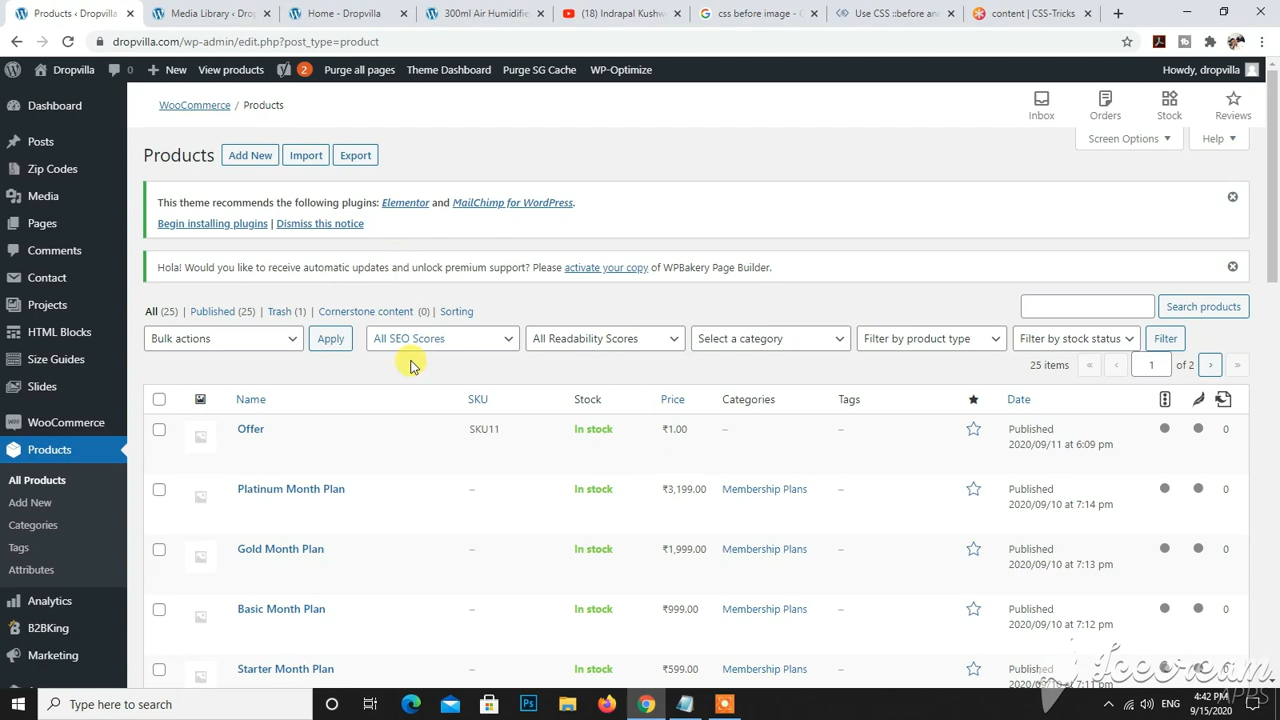 Products ‹ Dropvilla
Media Library ‹ Drop
Home - Dropvilla
300ml Air Humidifie
(18) Indrapal Kushw
css before image - G
Use CSS ::before an
content | CSS-Tricks
dropvilla.com/wp-admin/edit.php?post_type=product
Dropvilla 0 New View products 2 Purge all pages Theme Dashboard Purge SG Cache WP-Optimize Howdy, dropvilla
Dashboard
Posts
Zip Codes
Media
Pages
Comments
Contact
Projects
HTML Blocks
Size Guides
Slides
WooCommerce
Products
All Products
Add New
Categories
Tags
Attributes
Analytics
B2BKing
Marketing
WooCommerce / Products
Inbox Orders Stock Reviews
Screen Options Help
Products Add New Import Export
This theme recommends the following plugins: Elementor and MailChimp for WordPress.
Begin installing plugins | Dismiss this notice
Hola! Would you like to receive automatic updates and unlock premium support? Please activate your copy of WPBakery Page Builder.
All (25) | Published (25) | Trash (1) | Cornerstone content (0) | Sorting
Search products
Bulk actions Apply All SEO Scores All Readability Scores Select a category Filter by product type Filter by stock status Filter
25 items « ‹ 1 of 2 › »
Name SKU Stock Price Categories Tags Date
Offer SKU11 In stock ₹1.00 – – Published
2020/09/11 at 6:09 pm 0
Platinum Month Plan – In stock ₹3,199.00 Membership Plans – Published
2020/09/10 at 7:14 pm 0
Gold Month Plan – In stock ₹1,999.00 Membership Plans – Published
2020/09/10 at 7:13 pm 0
Basic Month Plan – In stock ₹999.00 Membership Plans – Published
2020/09/10 at 7:12 pm 0
Starter Month Plan – In stock ₹599.00 Membership Plans – Published
2020/09/10 at 7:11 pm 0
Icecream
APPS
Type here to search
ENG
4:42 PM
9/15/2020